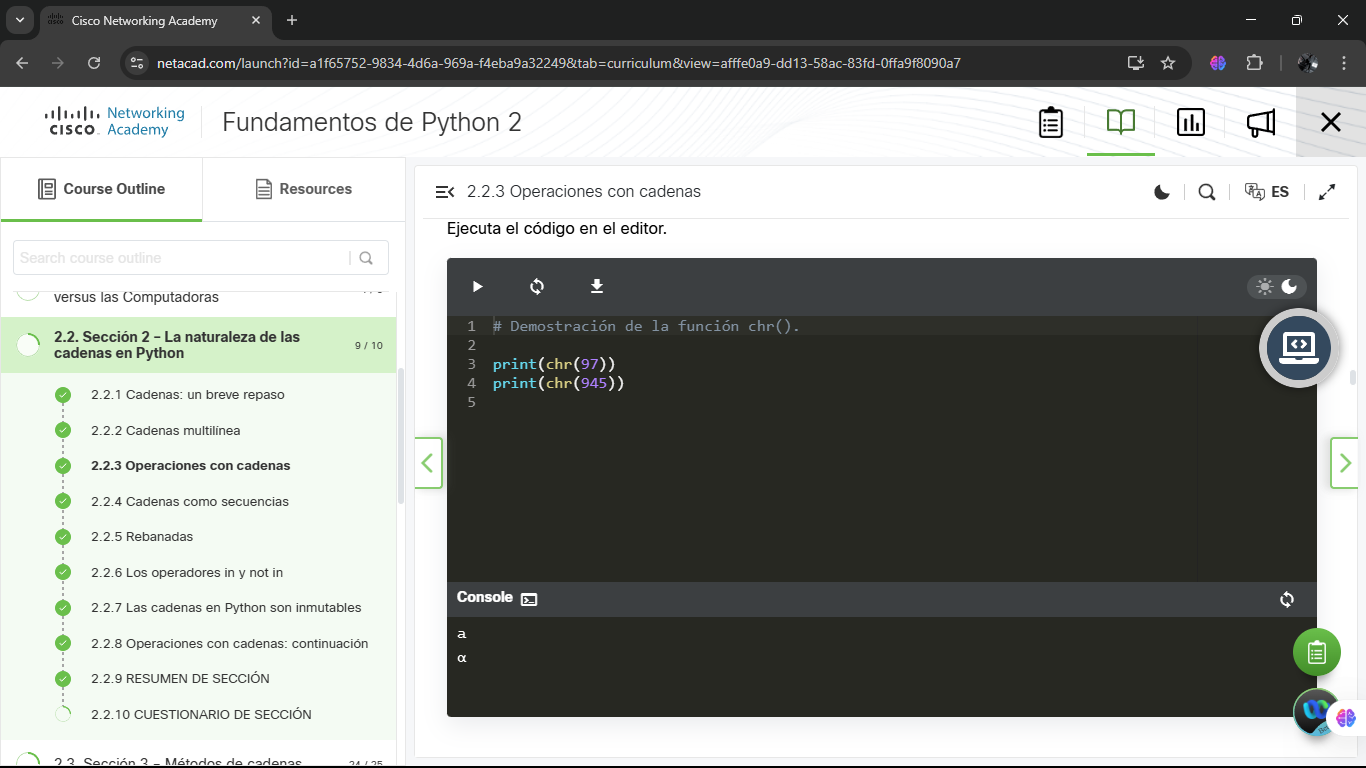 Cisco Networking Academy
netacad.com/launch?id=a1f65752-9834-4d6a-969a-f4eba9a32249&tab=curriculum&view=afffe0a9-dd13-58ac-83fd-0ffa9f8090a7
CISCO Networking Academy
Fundamentos de Python 2
Course Outline
Resources
Search course outline
versus las Computadoras
2.2. Sección 2 – La naturaleza de las
cadenas en Python
9 / 10
2.2.1 Cadenas: un breve repaso
2.2.2 Cadenas multilínea
2.2.3 Operaciones con cadenas
2.2.4 Cadenas como secuencias
2.2.5 Rebanadas
2.2.6 Los operadores in y not in
2.2.7 Las cadenas en Python son inmutables
2.2.8 Operaciones con cadenas: continuación
2.2.9 RESUMEN DE SECCIÓN
2.2.10 CUESTIONARIO DE SECCIÓN
2.3. Sección 3 – Métodos de cadenas
24 / 25
2.2.3 Operaciones con cadenas
ES
Ejecuta el código en el editor.
1 # Demostración de la función chr().
2
3 print(chr(97))
4 print(chr(945))
5
Console
a
α